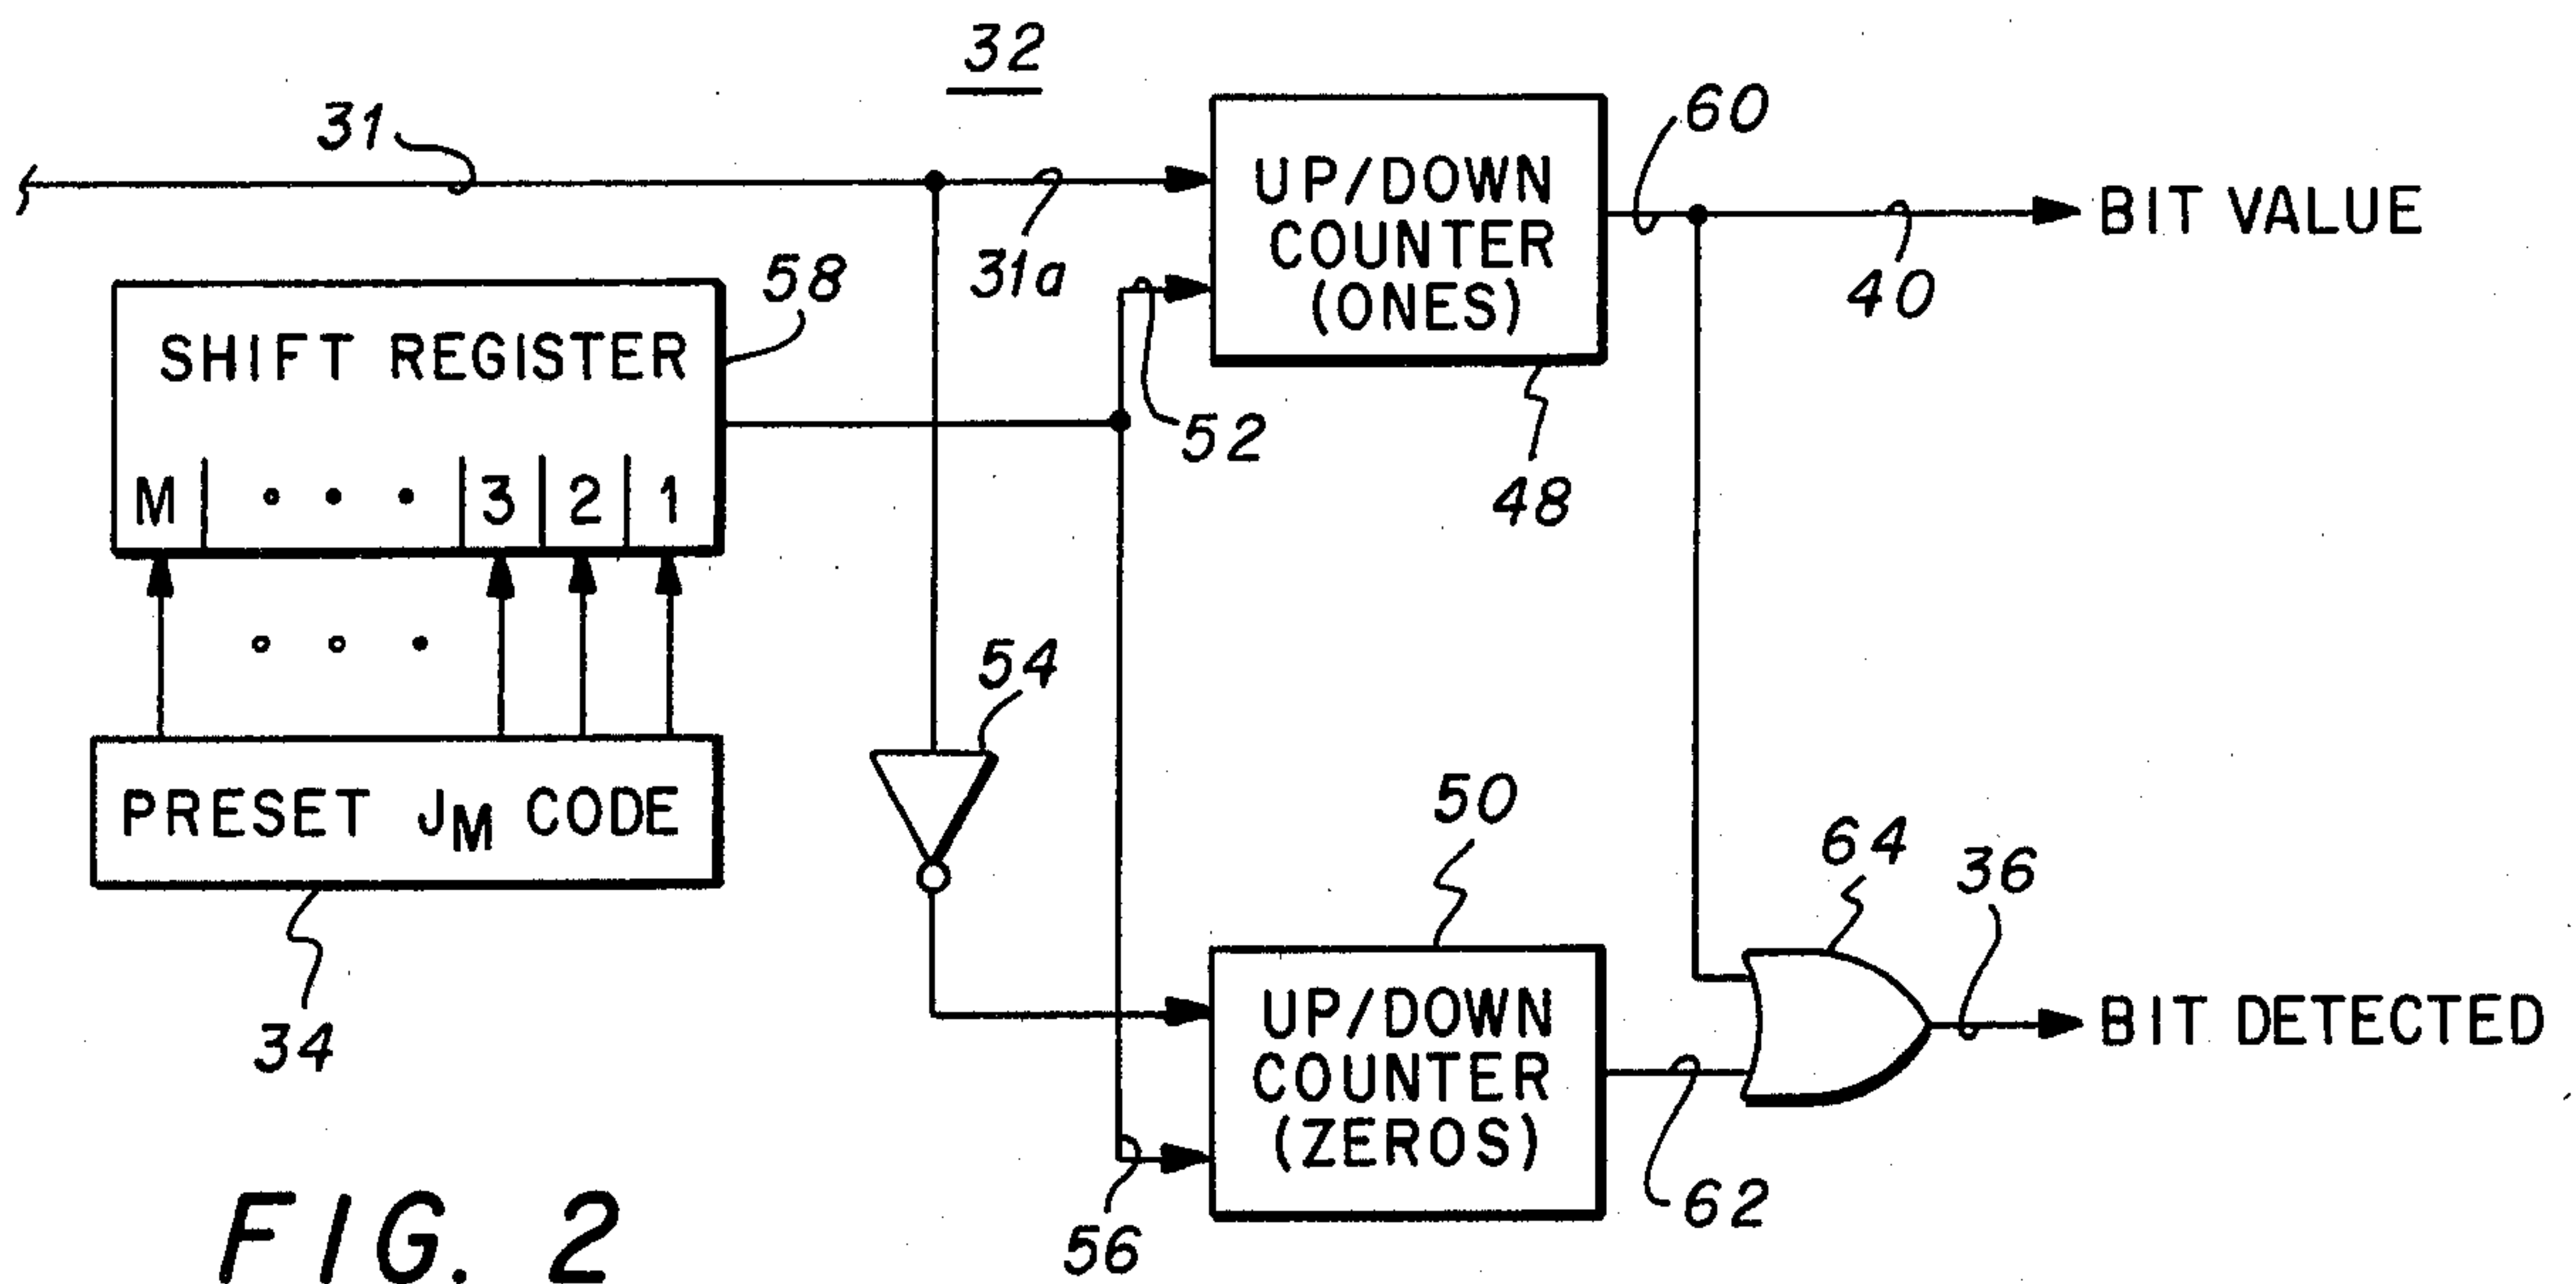 32
31
60
UP/DOWN
COUNTER
(ONES)
BIT VALUE
31a
40
58
SHIFT REGISTER
52
M 3 2 1
48
54
PRESET JM CODE
50
64
36
UP/DOWN
COUNTER
(ZEROS)
BIT DETECTED
34
62
56
FIG. 2